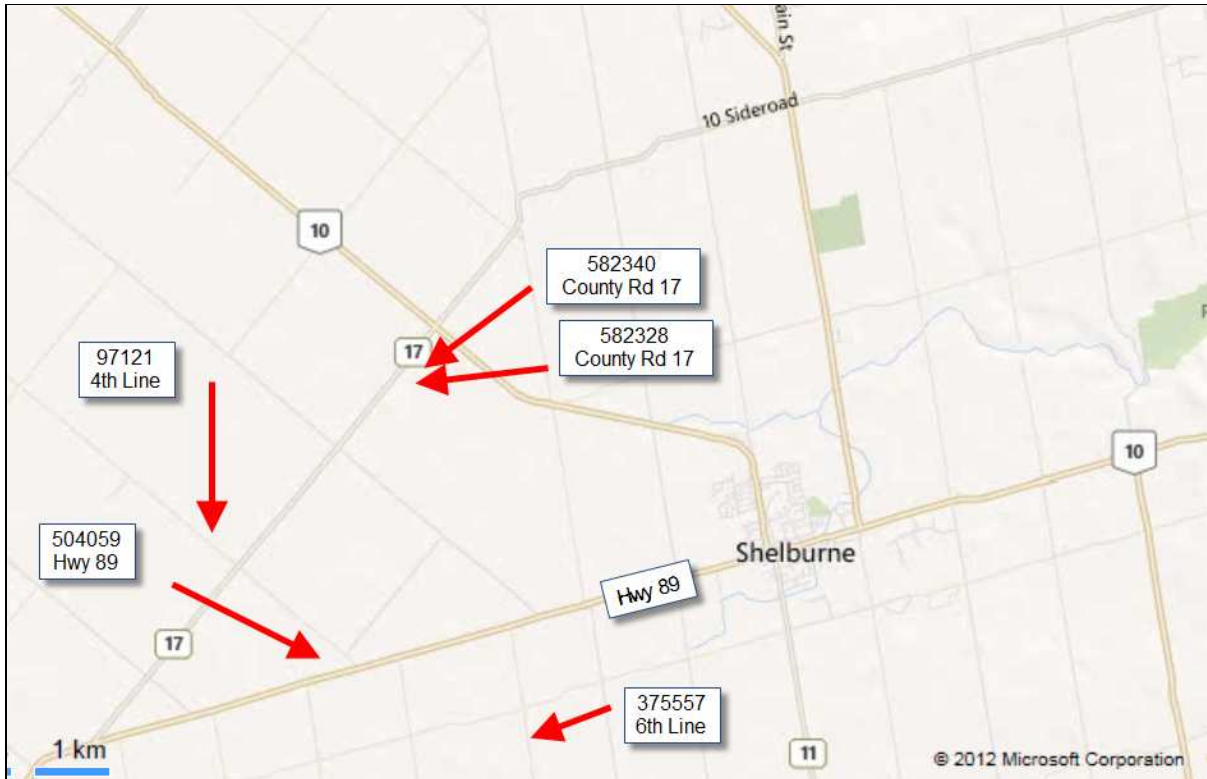 ain St
10 Sideroad
10
582340
County Rd 17
582328
County Rd 17
17
97121
4th Line
10
504059
Hwy 89
Shelburne
Hwy 89
17
375557
6th Line
1 km
11
© 2012 Microsoft Corporation